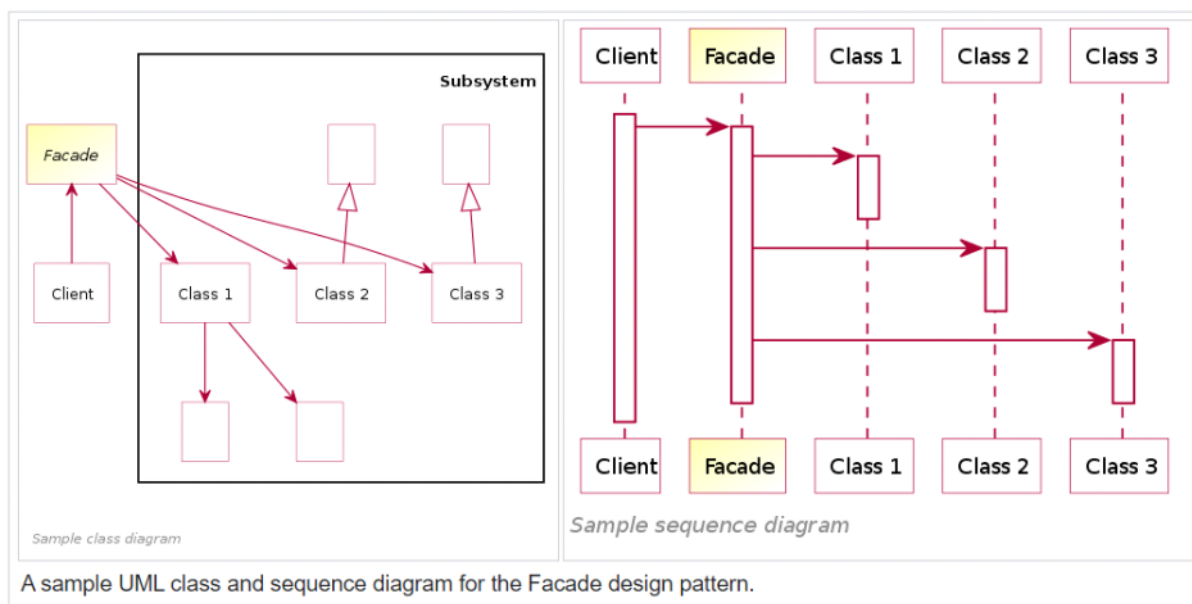 Subsystem
Facade
Client
Class 1
Class 2
Class 3
Sample class diagram
Client
Facade
Class 1
Class 2
Class 3
Client
Facade
Class 1
Class 2
Class 3
Sample sequence diagram
A sample UML class and sequence diagram for the Facade design pattern.